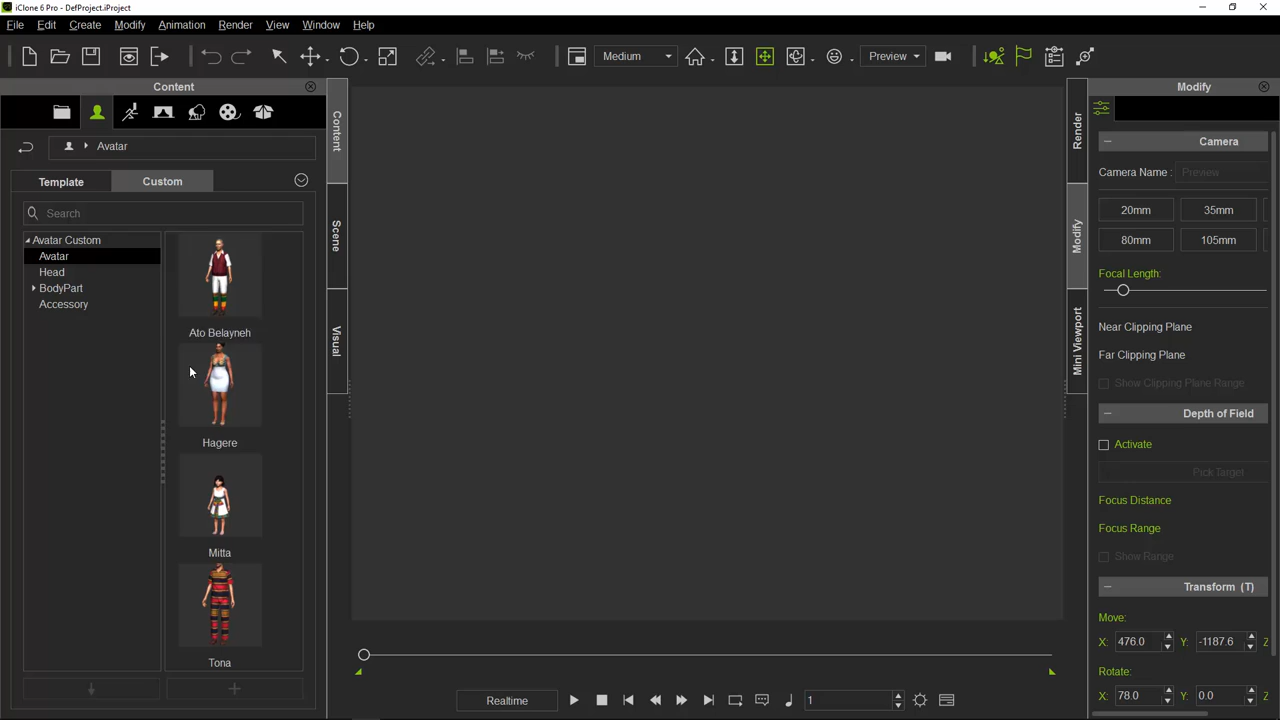 iClone 6 Pro - DefProject.iProject
File Edit Create Modify Animation Render View Window Help
Medium Preview
Content
Avatar
Template Custom
Search
Avatar Custom
Avatar
Head
BodyPart
Accessory
Ato Belayneh
Hagere
Mitta
Tona
Content
Scene
Visual
Realtime
1
Render
Modify
Mini Viewport
Modify
Camera
Camera Name : Preview
20mm 35mm
80mm 105mm
Focal Length:
Near Clipping Plane
Far Clipping Plane
Show Clipping Plane Range
Depth of Field
Activate
Pick Target
Focus Distance
Focus Range
Show Range
Transform (T)
Move:
X: 476.0 Y: -1187.6 Z
Rotate:
X: 78.0 Y: 0.0 Z